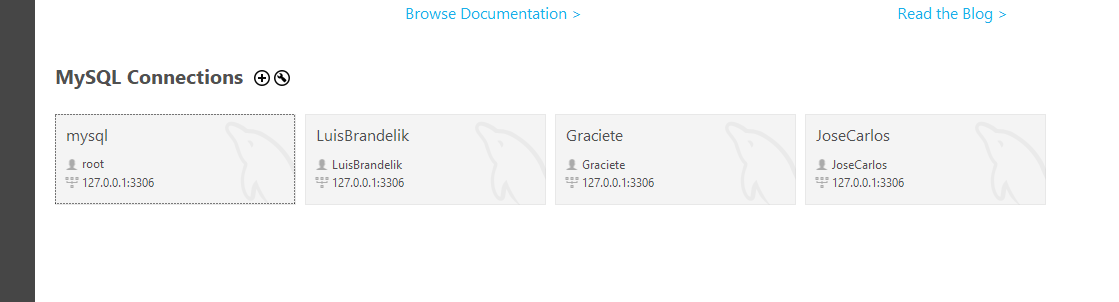 Browse Documentation >
Read the Blog >
MySQL Connections
mysql
root
127.0.0.1:3306
LuisBrandelik
LuisBrandelik
127.0.0.1:3306
Graciete
Graciete
127.0.0.1:3306
JoseCarlos
JoseCarlos
127.0.0.1:3306